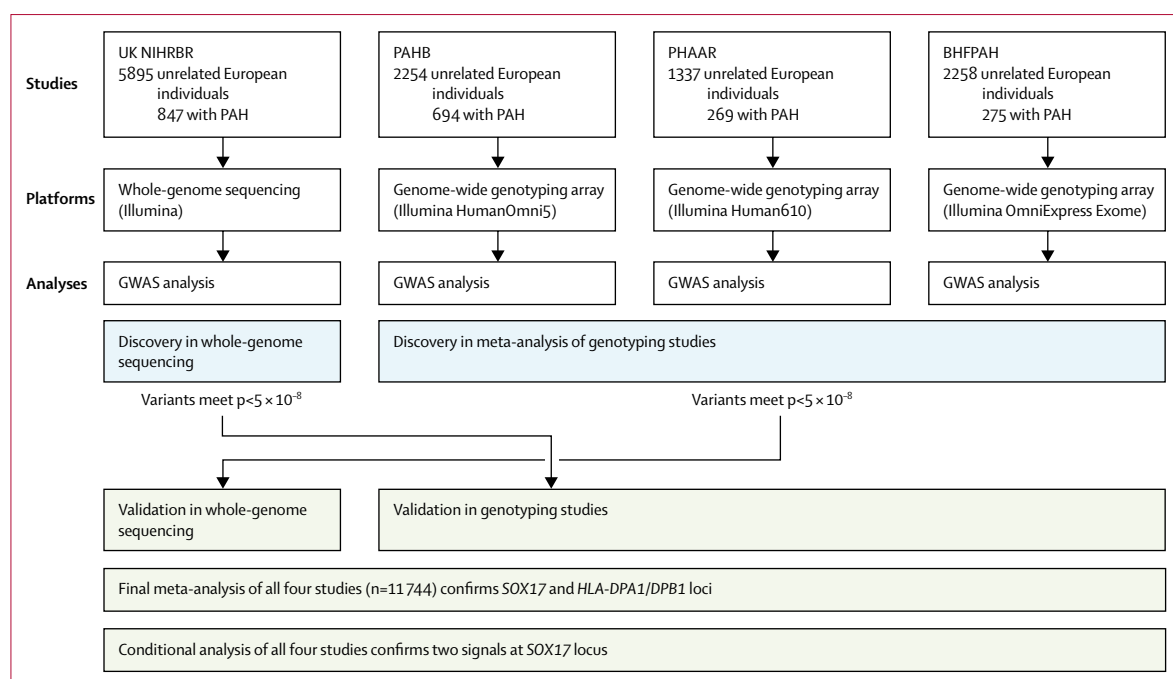 Studies
UK NIHRBR
5895 unrelated European
individuals
847 with PAH
PAHB
2254 unrelated European
individuals
694 with PAH
PHAAR
1337 unrelated European
individuals
269 with PAH
BHFPAH
2258 unrelated European
individuals
275 with PAH
Platforms
Whole-genome sequencing
(Illumina)
Genome-wide genotyping array
(Illumina HumanOmni5)
Genome-wide genotyping array
(Illumina Human610)
Genome-wide genotyping array
(Illumina OmniExpress Exome)
Analyses
GWAS analysis
GWAS analysis
GWAS analysis
GWAS analysis
Discovery in whole-genome
sequencing
Discovery in meta-analysis of genotyping studies
Variants meet p<5 × 10⁻⁸
Variants meet p<5 × 10⁻⁸
Validation in whole-genome
sequencing
Validation in genotyping studies
Final meta-analysis of all four studies (n=11 744) confirms SOX17 and HLA-DPA1/DPB1 loci
Conditional analysis of all four studies confirms two signals at SOX17 locus